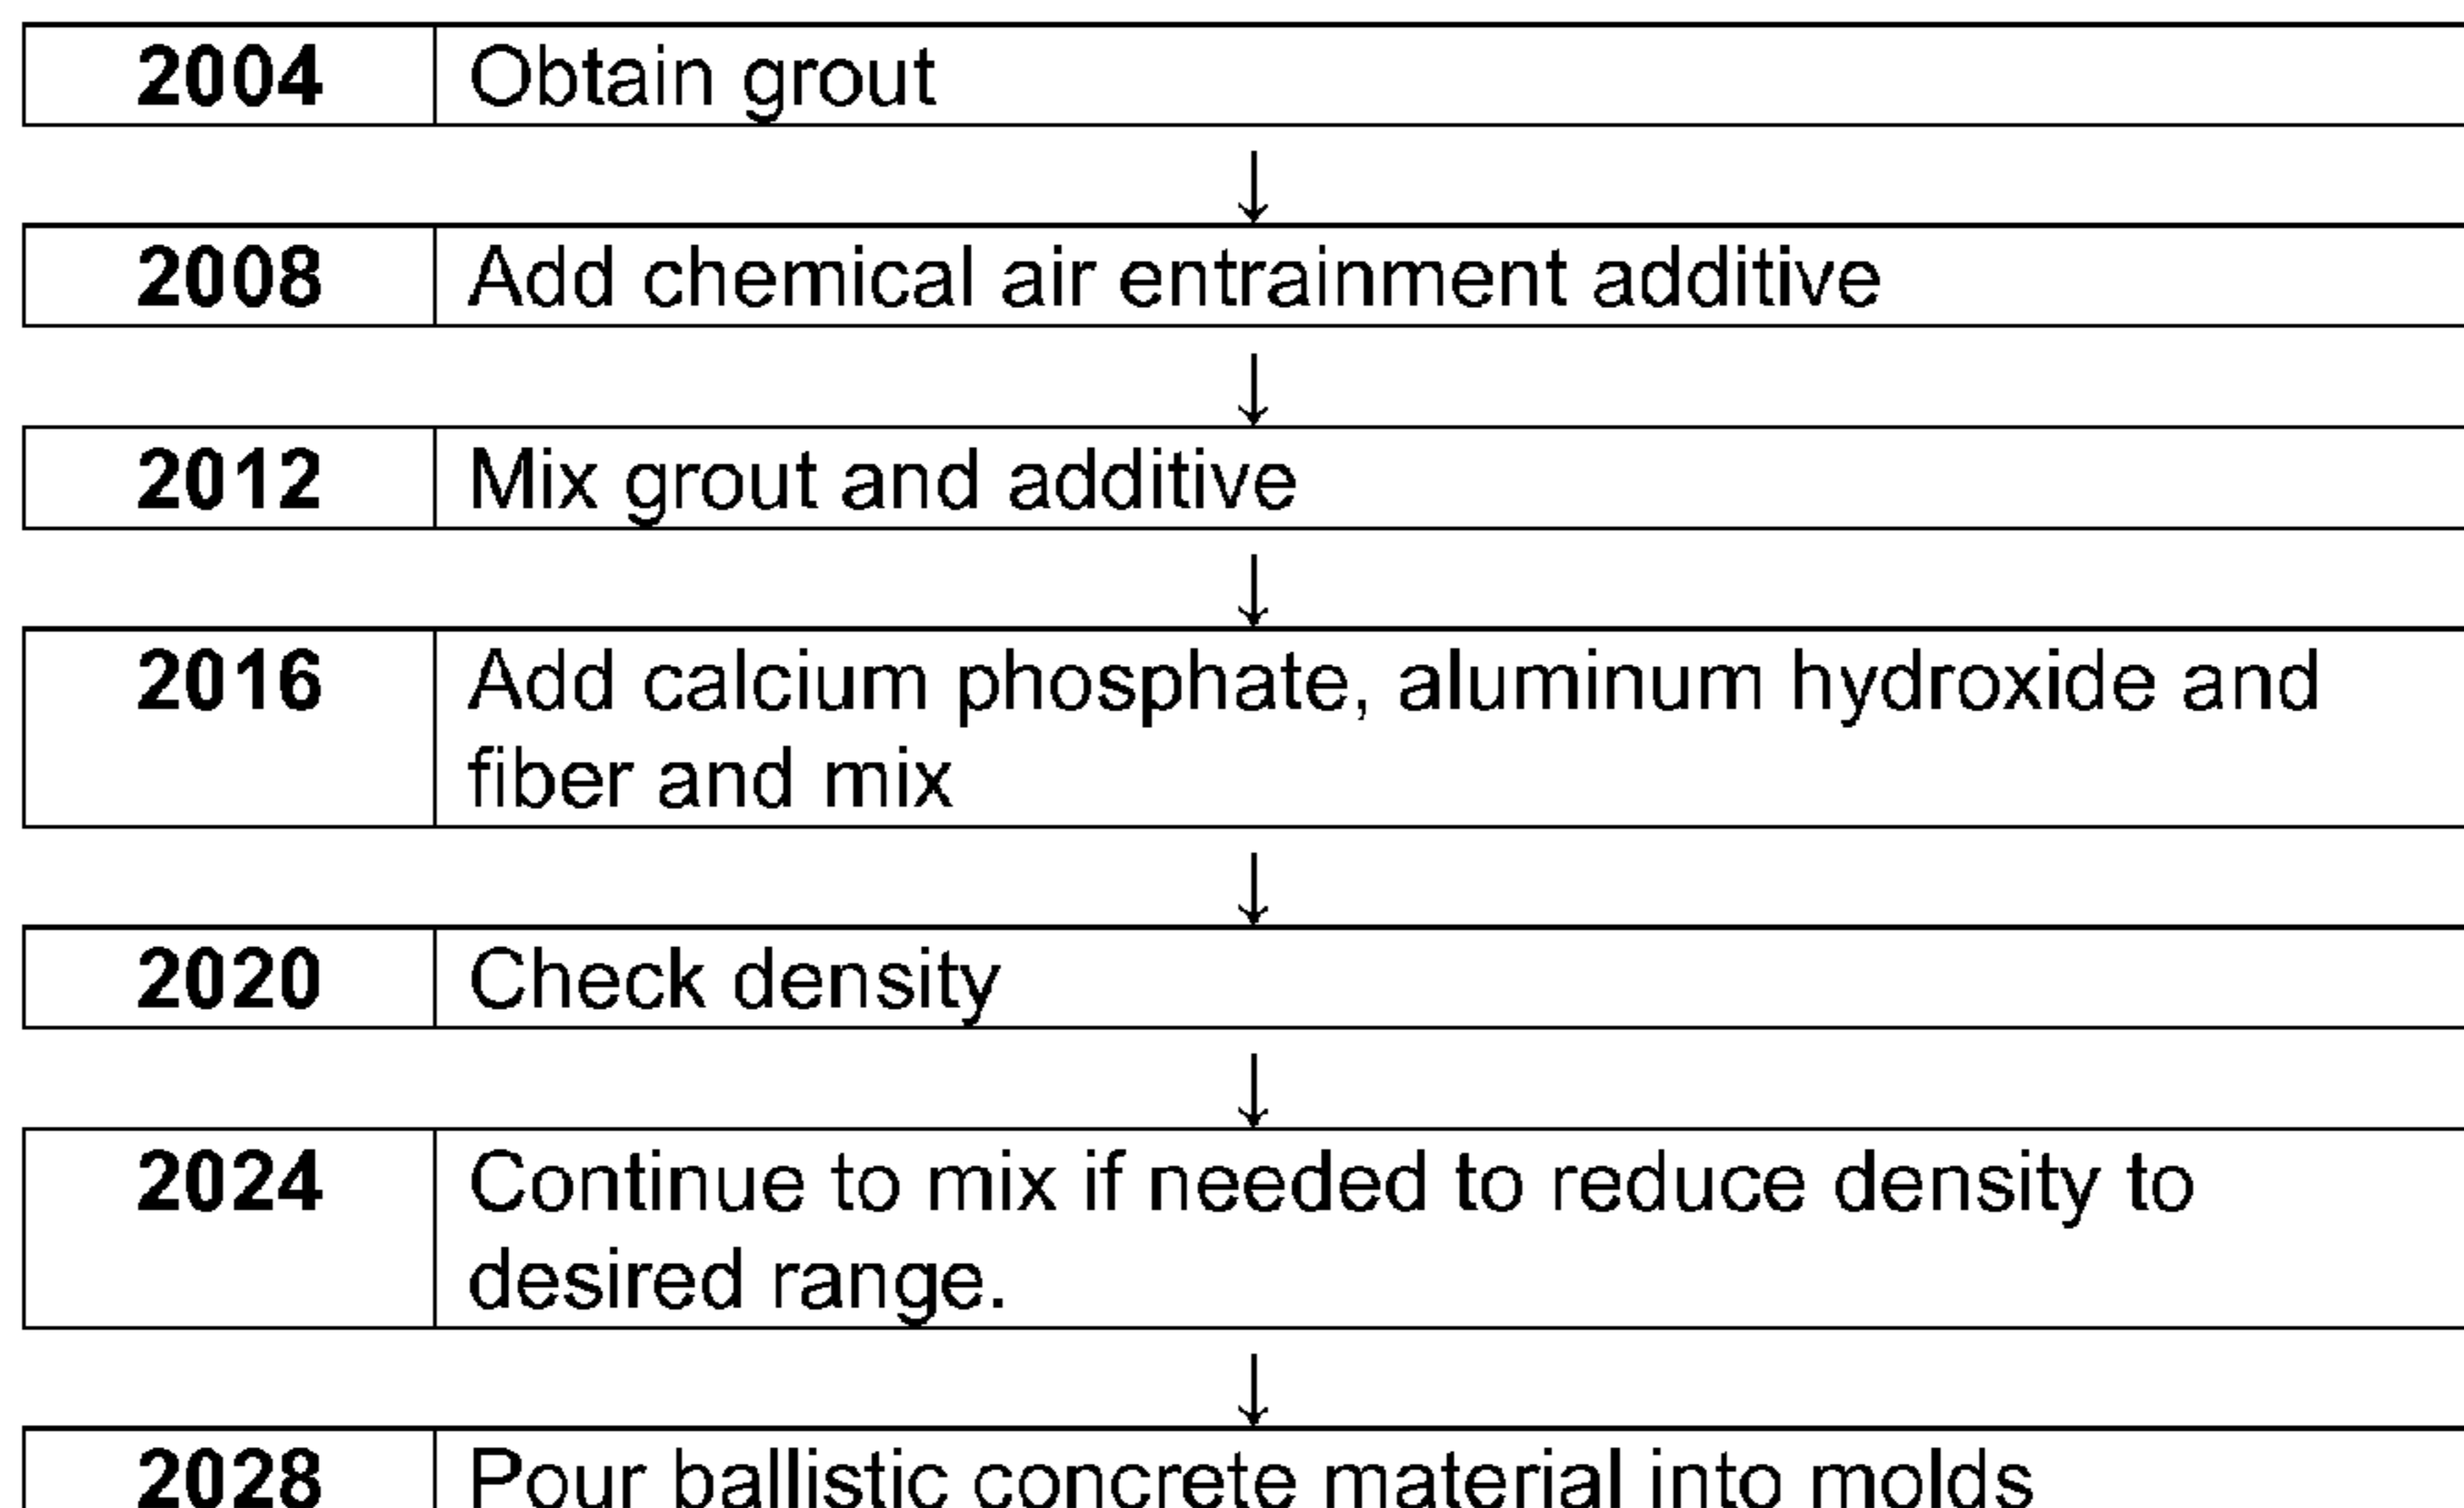 2004 Obtain grout
↓
2008 Add chemical air entrainment additive
↓
2012 Mix grout and additive
↓
2016 Add calcium phosphate, aluminum hydroxide and
fiber and mix
↓
2020 Check density
↓
2024 Continue to mix if needed to reduce density to
desired range.
↓
2028 Pour ballistic concrete material into molds